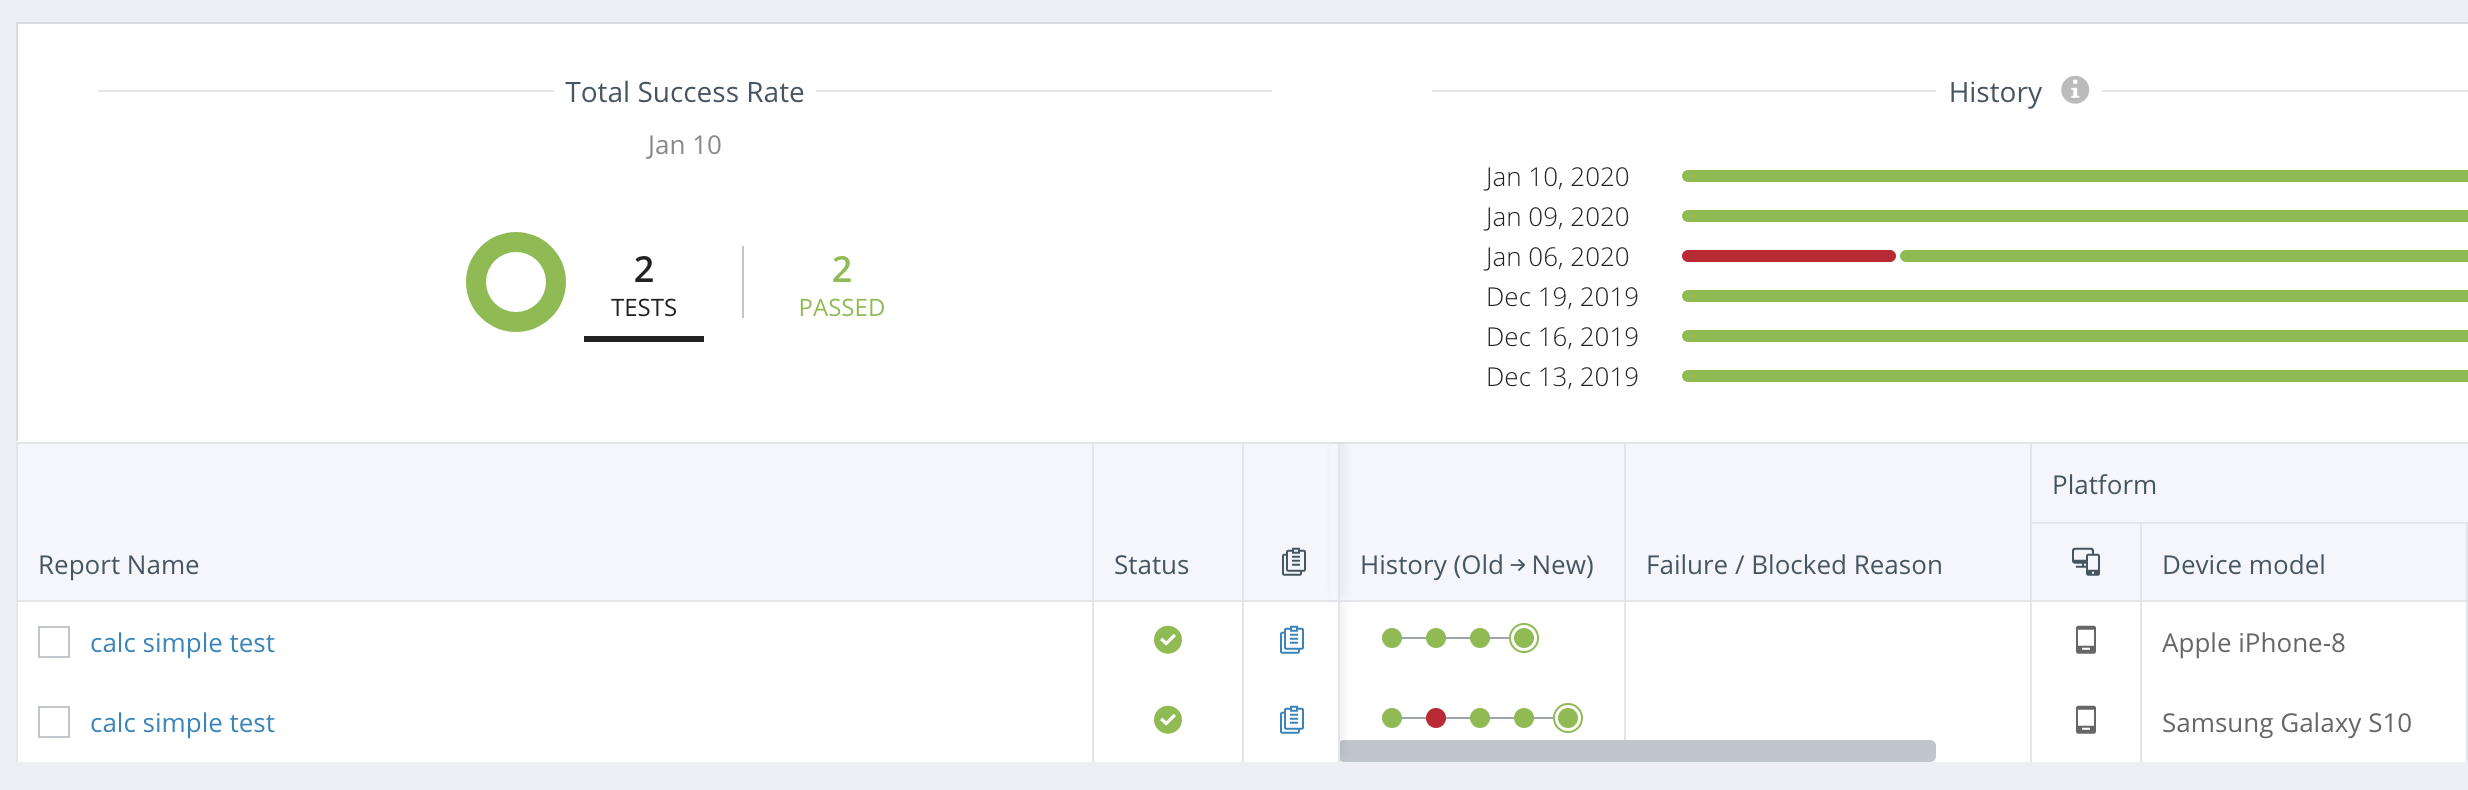 Total Success Rate
Jan 10
2
TESTS
2
PASSED
History
Jan 10, 2020
Jan 09, 2020
Jan 06, 2020
Dec 19, 2019
Dec 16, 2019
Dec 13, 2019
Platform
Report Name
Status
History (Old → New)
Failure / Blocked Reason
Device model
calc simple test
Apple iPhone-8
calc simple test
Samsung Galaxy S10